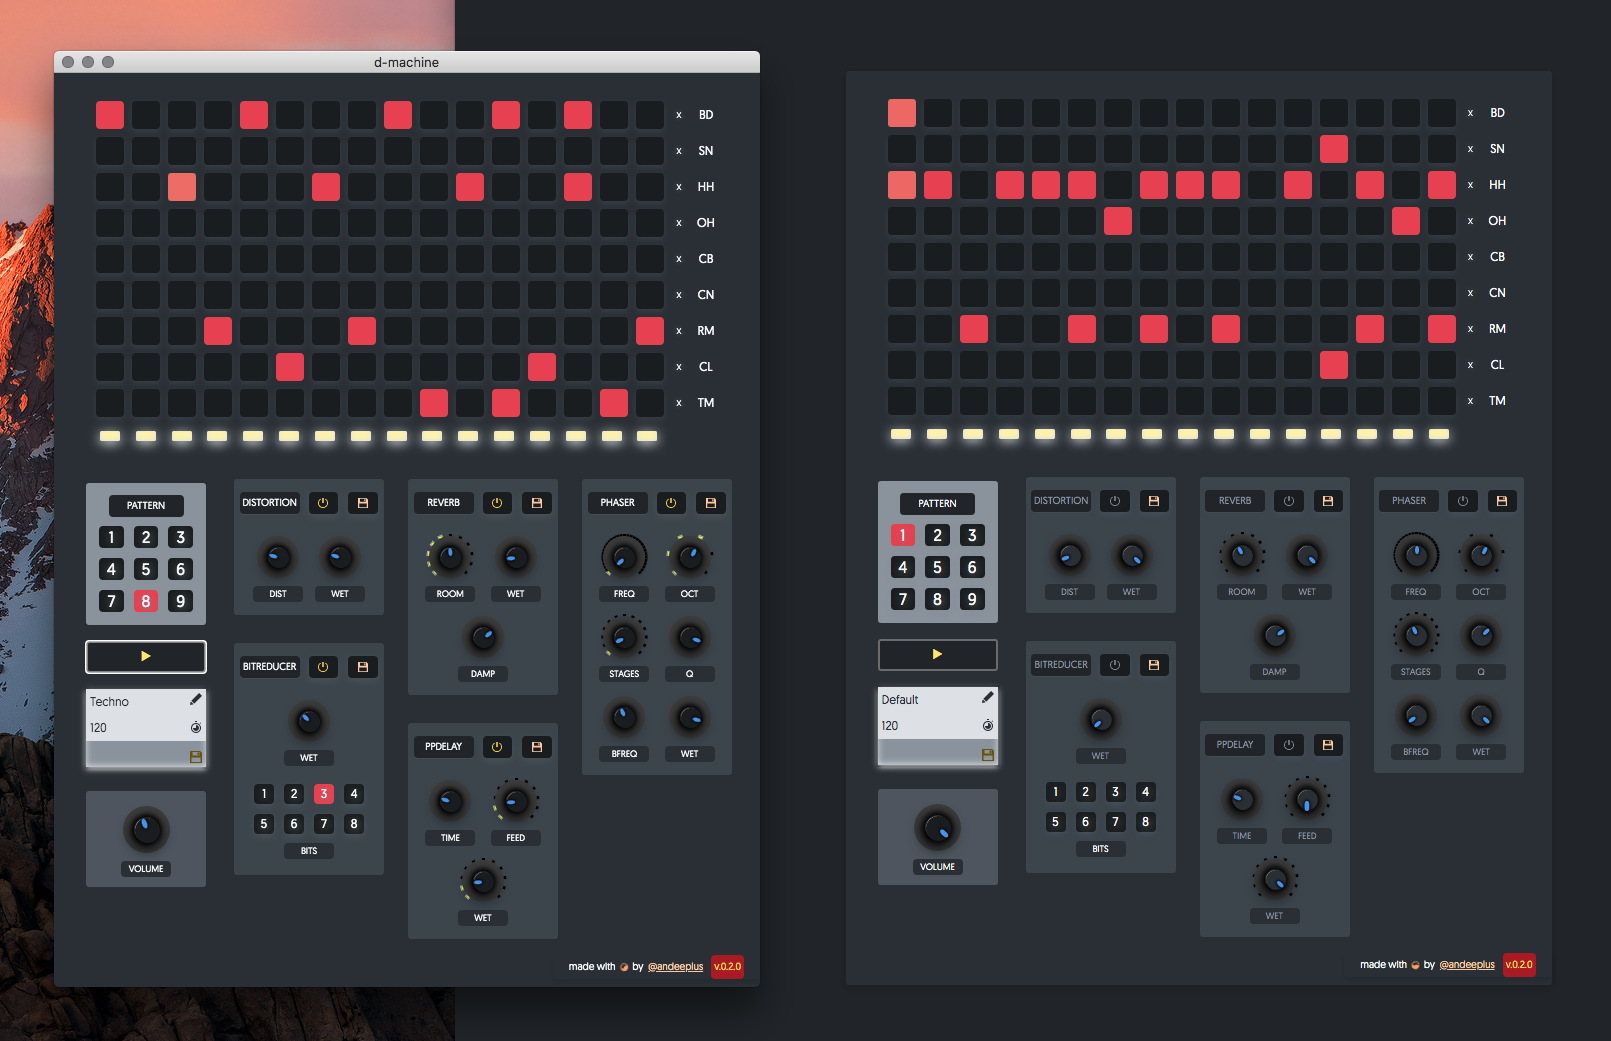 d-machine
x BD
x SN
x HH
x OH
x CB
x CN
x RM
x CL
x TM
PATTERN
1 2 3
4 5 6
7 8 9
Techno
120
VOLUME
DISTORTION
DIST WET
BITREDUCER
WET
1 2 3 4
5 6 7 8
BITS
REVERB
ROOM WET
DAMP
PPDELAY
TIME FEED
WET
PHASER
FREQ OCT
STAGES Q
BFREQ WET
made with by @andeeplus v.0.2.0
x BD
x SN
x HH
x OH
x CB
x CN
x RM
x CL
x TM
PATTERN
1 2 3
4 5 6
7 8 9
Default
120
VOLUME
DISTORTION
DIST WET
BITREDUCER
WET
1 2 3 4
5 6 7 8
BITS
REVERB
ROOM WET
DAMP
PPDELAY
TIME FEED
WET
PHASER
FREQ OCT
STAGES Q
BFREQ WET
made with by @andeeplus v.0.2.0